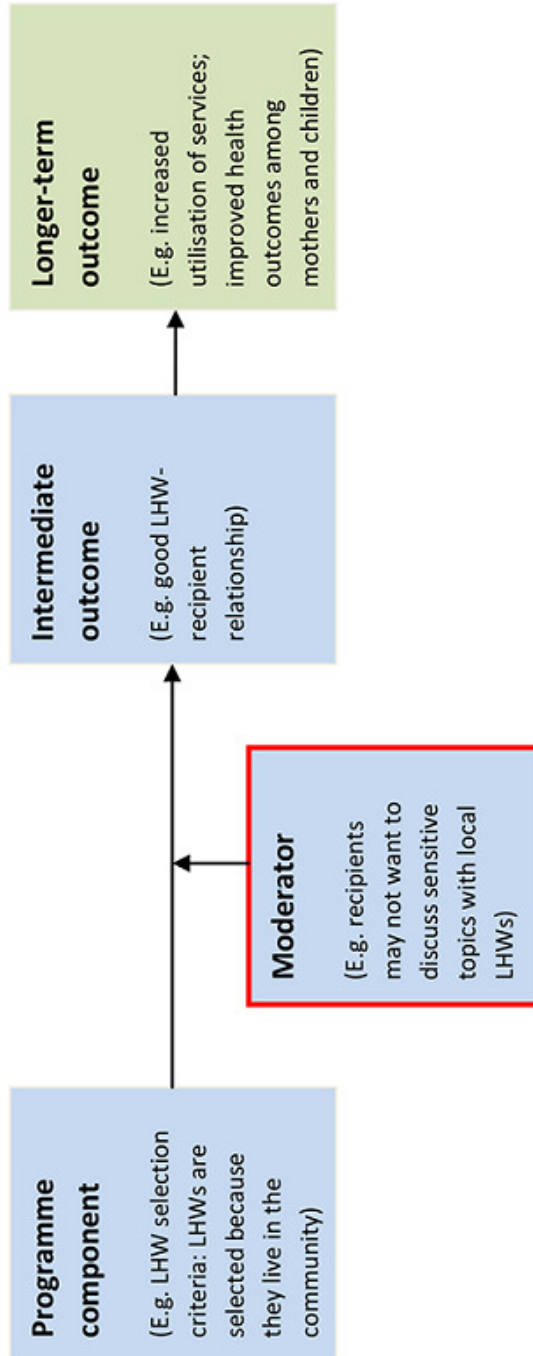 Programme
component
(E.g. LHW selection
criteria: LHWs are
selected because
they live in the
community)
Moderator
(E.g. recipients
may not want to
discuss sensitive
topics with local
LHWs)
Intermediate
outcome
(E.g. good LHW-
recipient
relationship)
Longer-term
outcome
(E.g. increased
utilisation of services;
improved health
outcomes among
mothers and children)